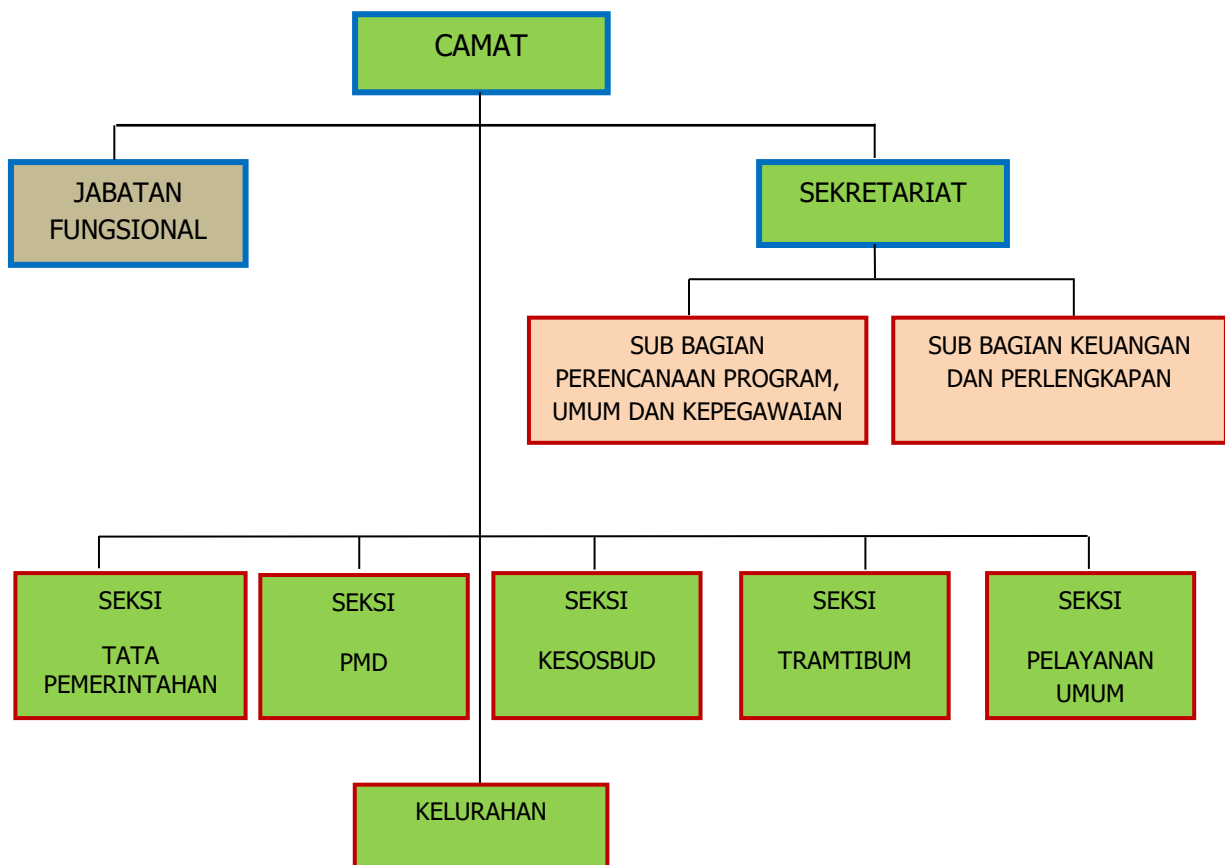 CAMAT
JABATAN
FUNGSIONAL
SEKRETARIAT
SUB BAGIAN
PERENCANAAN PROGRAM,
UMUM DAN KEPEGAWAIAN
SUB BAGIAN KEUANGAN
DAN PERLENGKAPAN
SEKSI
TATA
PEMERINTAHAN
SEKSI
PMD
SEKSI
KESOSBUD
SEKSI
TRAMTIBUM
SEKSI
PELAYANAN
UMUM
KELURAHAN